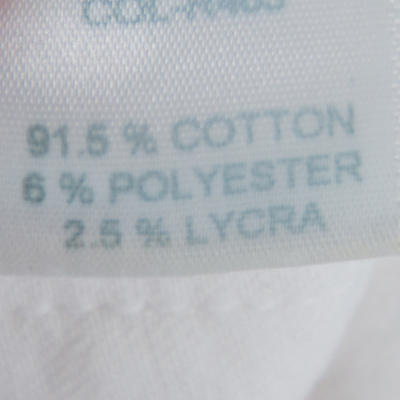 91.5 % COTTON
6 % POLYESTER
2.5 % LYCRA